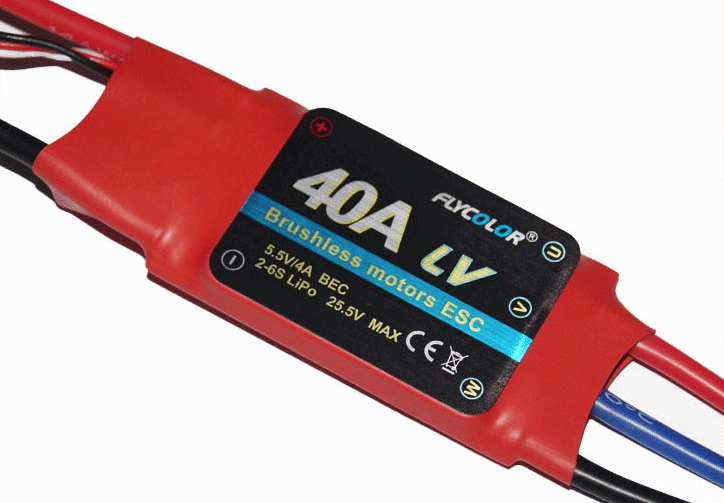 FLYCOLOR®
40A LV
Brushless motors ESC
5.5V/4A BEC
2-6S LiPo 25.5V MAX CE
U
V
W